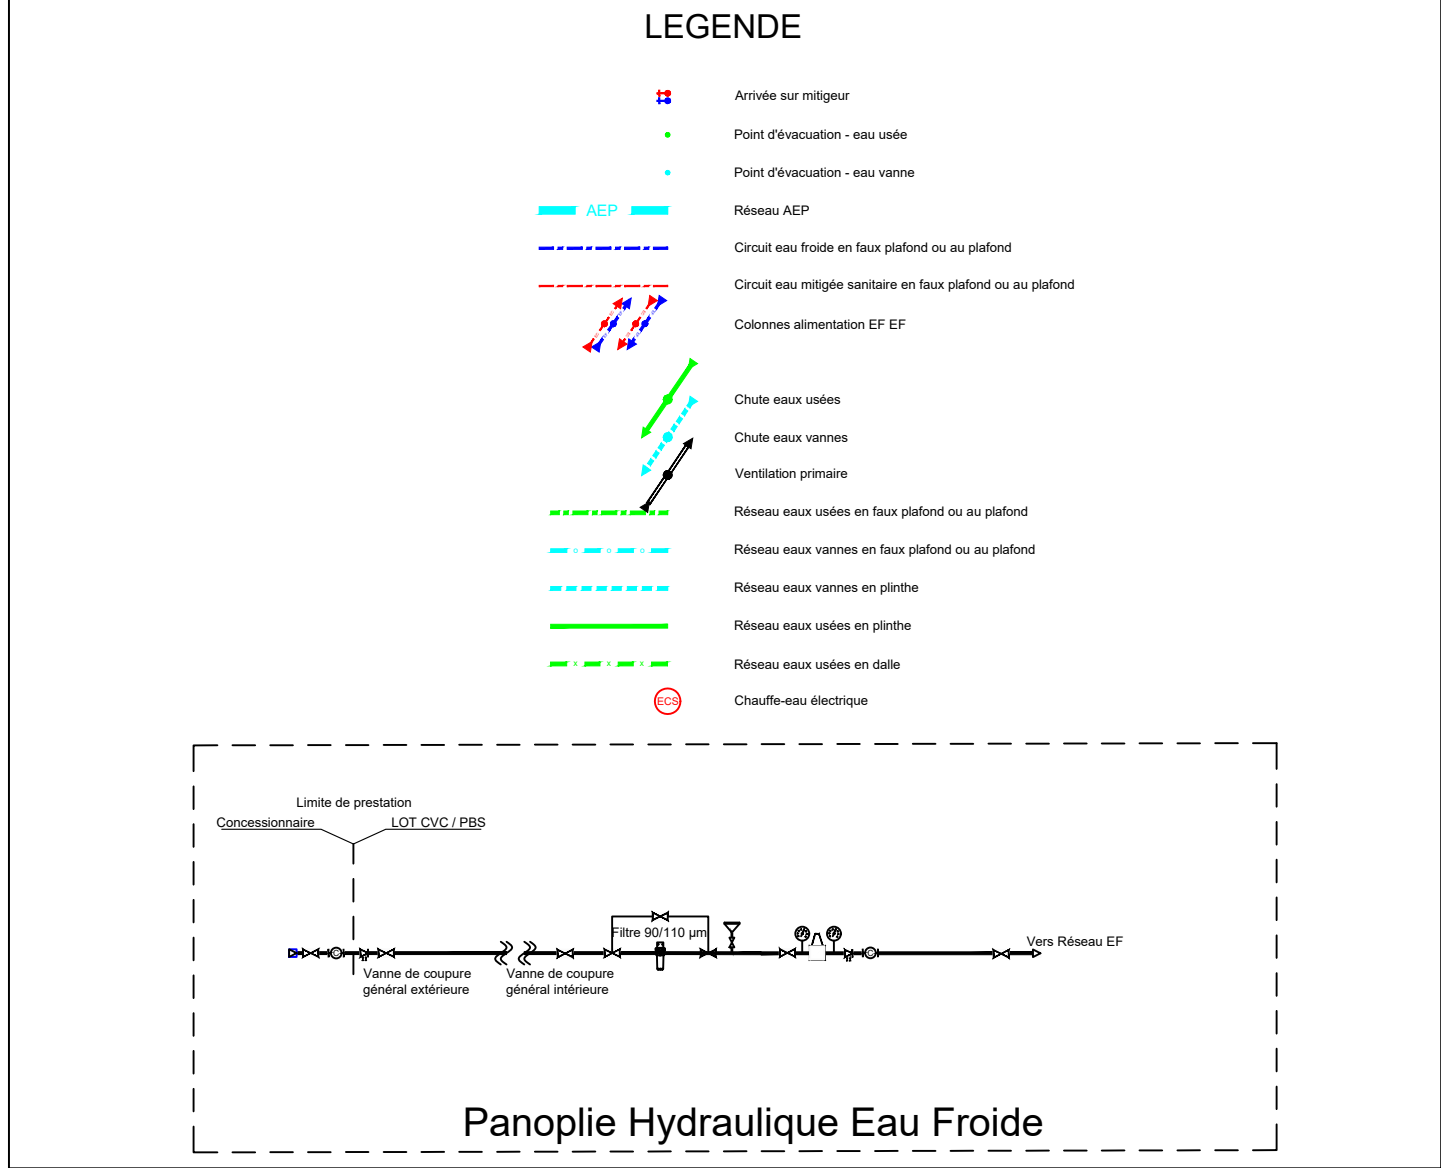 LEGENDE
Arrivée sur mitigeur
Point d'évacuation - eau usée
Point d'évacuation - eau vanne
AEP
Réseau AEP
Circuit eau froide en faux plafond ou au plafond
Circuit eau mitigée sanitaire en faux plafond ou au plafond
Colonnes alimentation EF EF
Chute eaux usées
Chute eaux vannes
Ventilation primaire
Réseau eaux usées en faux plafond ou au plafond
Réseau eaux vannes en faux plafond ou au plafond
Réseau eaux vannes en plinthe
Réseau eaux usées en plinthe
Réseau eaux usées en dalle
ECS
Chauffe-eau électrique
Limite de prestation
Concessionnaire
LOT CVC / PBS
Filtre 90/110 µm
Vers Réseau EF
Vanne de coupure
général extérieure
Vanne de coupure
général intérieure
Panoplie Hydraulique Eau Froide